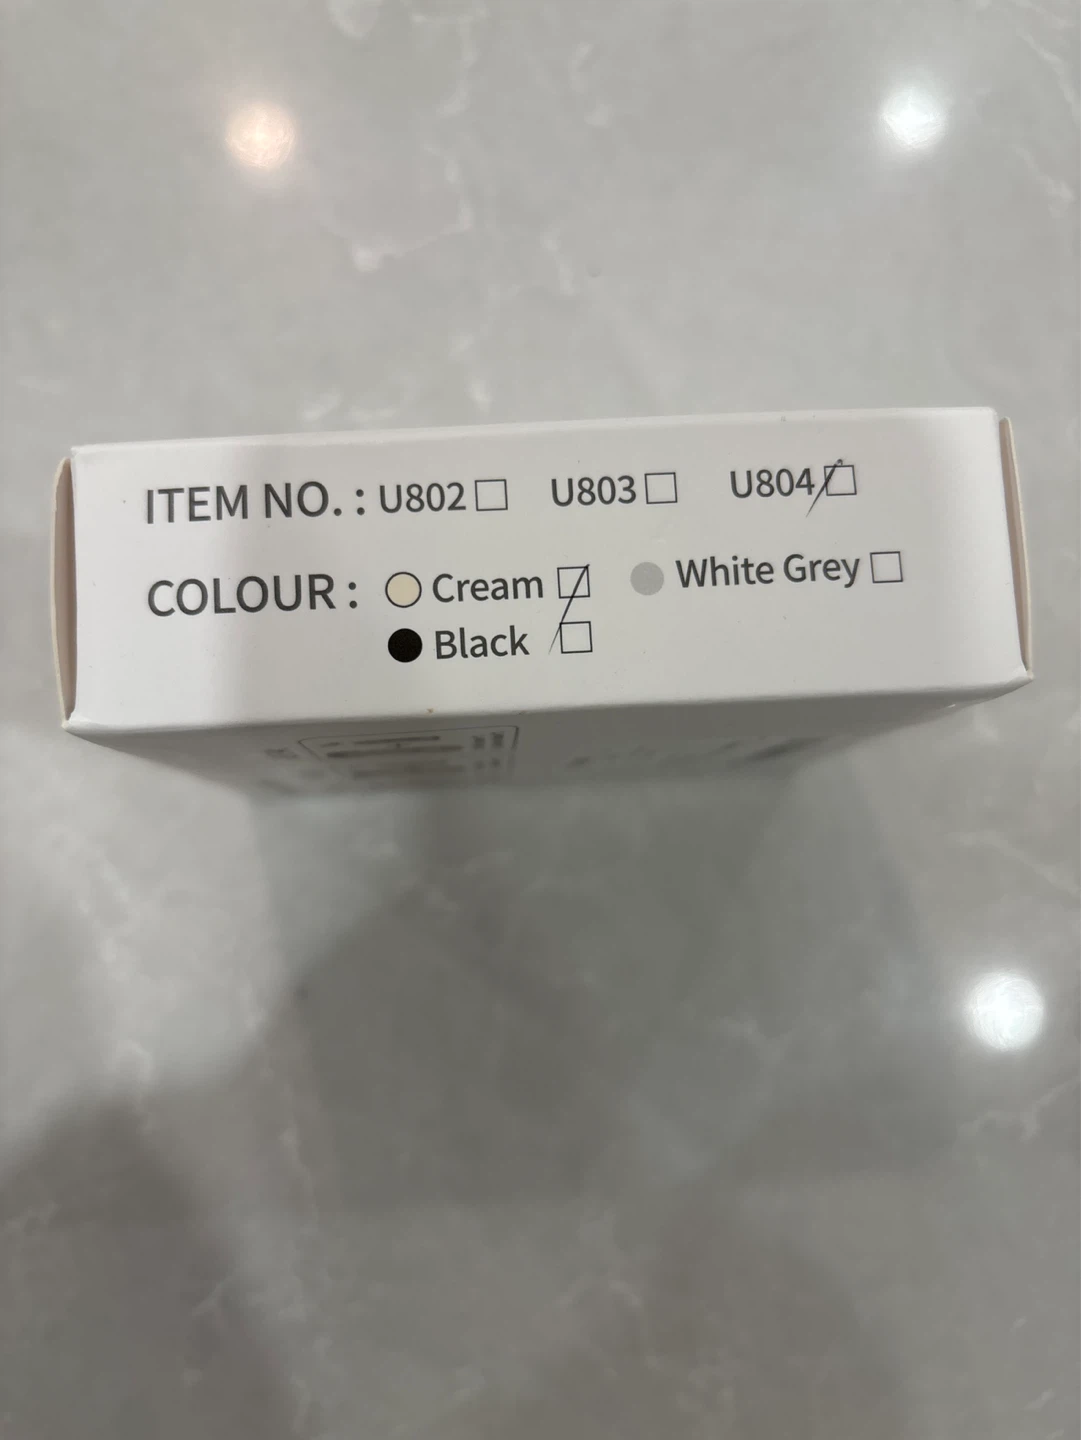 ITEM NO. : U802 ☐ U803 ☐ U804 ☑
COLOUR : Cream ☑ White Grey ☐
Black ☐